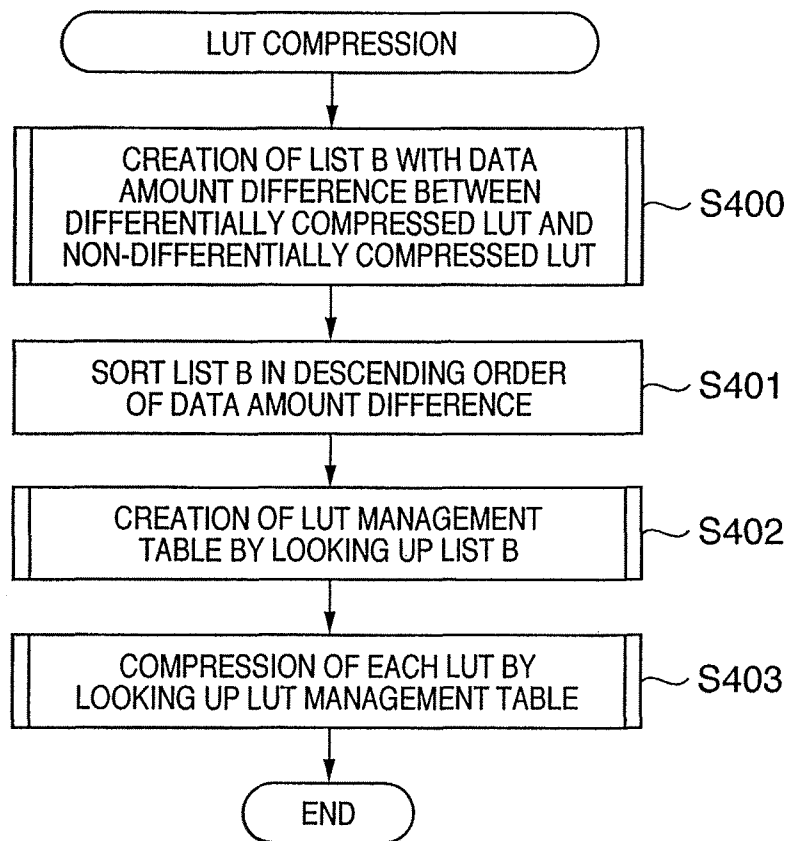 LUT COMPRESSION
CREATION OF LIST B WITH DATA
AMOUNT DIFFERENCE BETWEEN
DIFFERENTIALLY COMPRESSED LUT AND
NON-DIFFERENTIALLY COMPRESSED LUT
S400
SORT LIST B IN DESCENDING ORDER
OF DATA AMOUNT DIFFERENCE
S401
CREATION OF LUT MANAGEMENT
TABLE BY LOOKING UP LIST B
S402
COMPRESSION OF EACH LUT BY
LOOKING UP LUT MANAGEMENT TABLE
S403
END